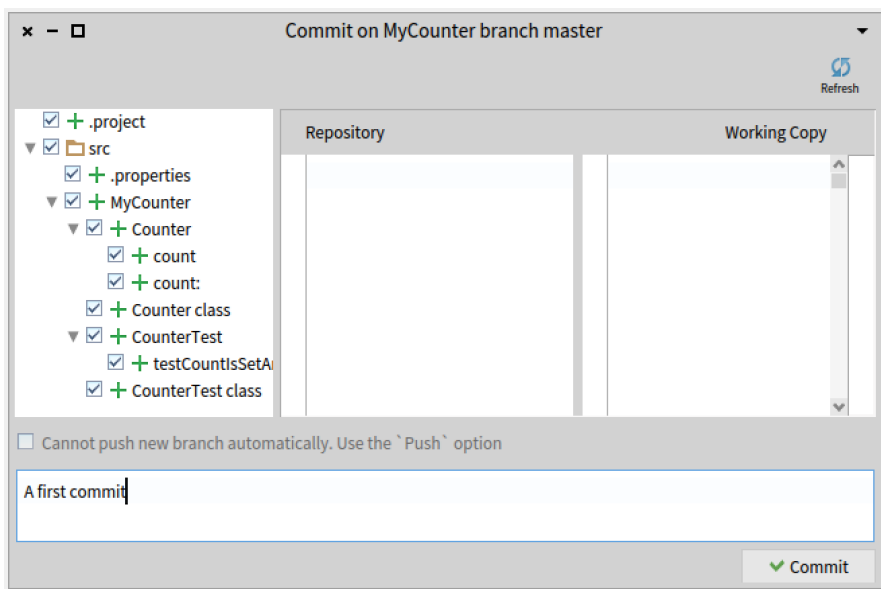 Commit on MyCounter branch master
Refresh
.project
src
.properties
MyCounter
Counter
count
count:
Counter class
CounterTest
testCountIsSetA
CounterTest class
Repository
Working Copy
Cannot push new branch automatically. Use the `Push` option
A first commit
Commit